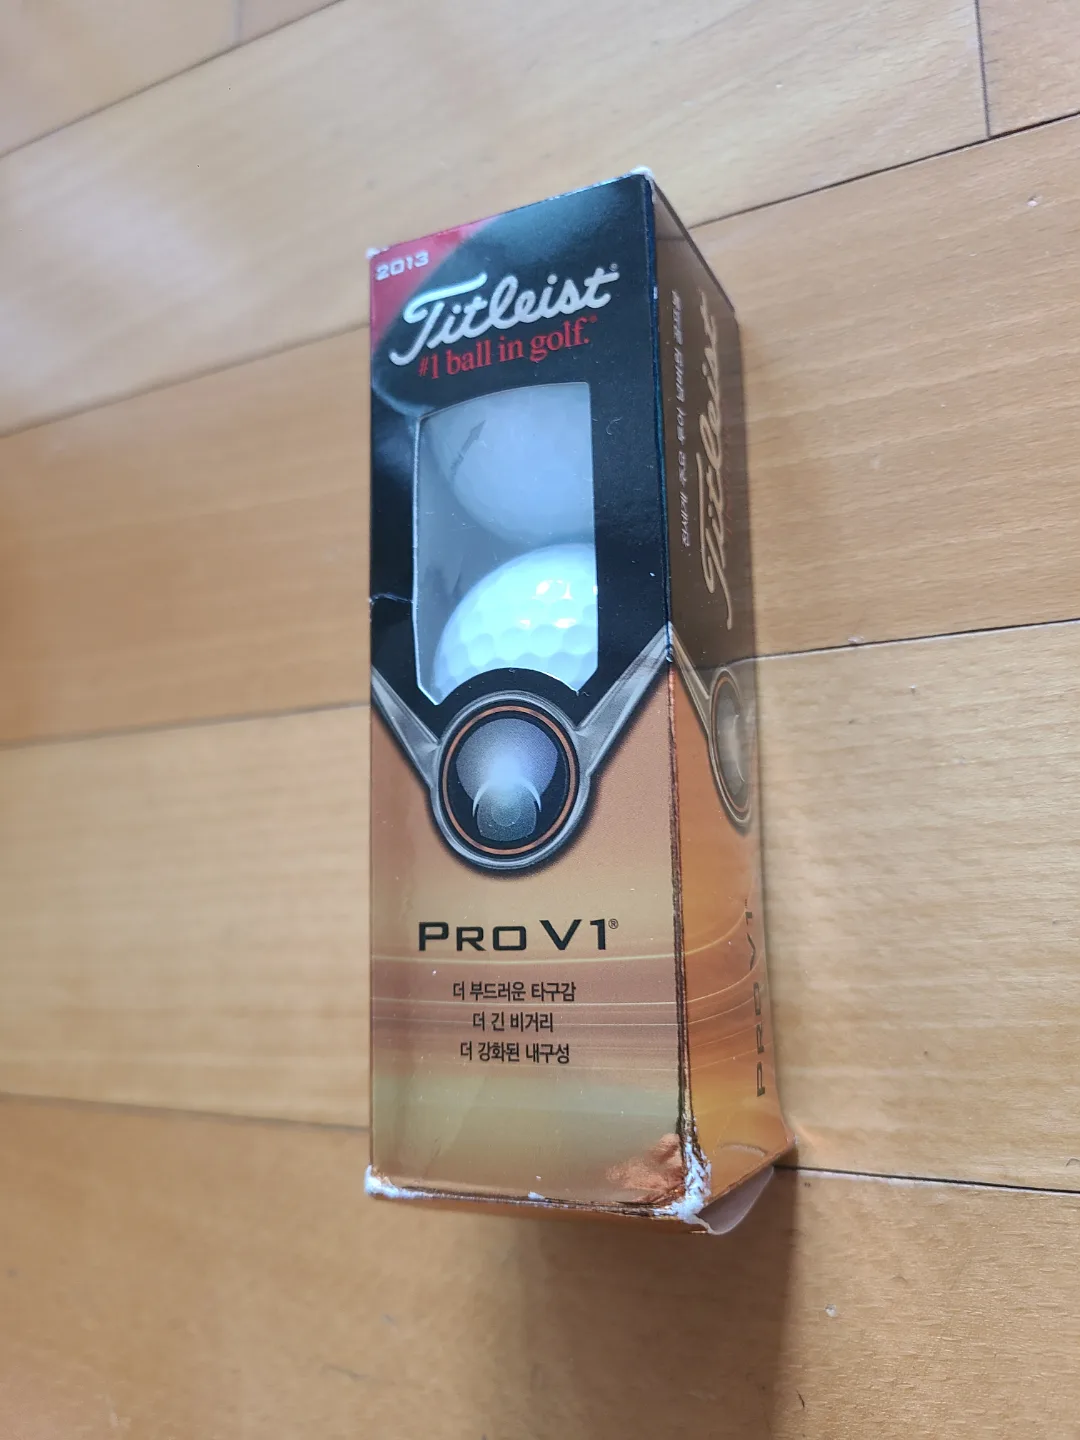 2013
Titleist®
#1 ball in golf.®
PRO V1®
더 부드러운 타구감
더 긴 비거리
더 강화된 내구성
Titleist
PRO V1